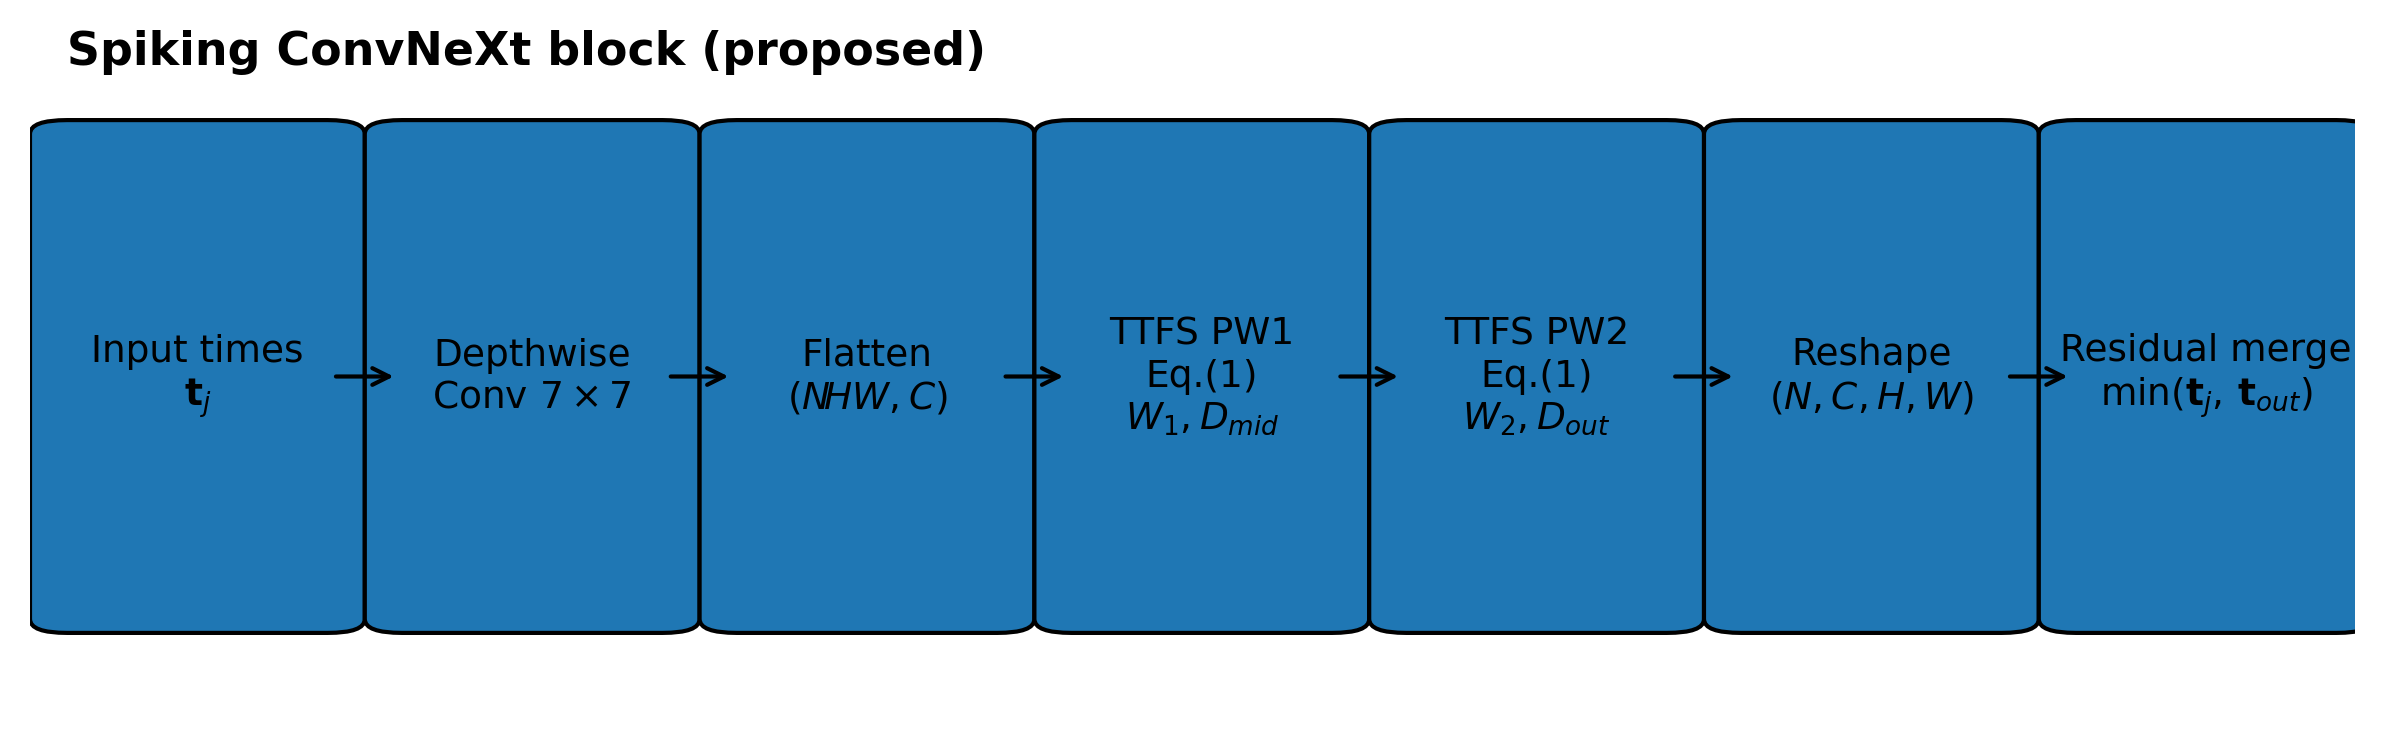 Spiking ConvNeXt block (proposed)
Input times
t_j
Depthwise
Conv 7 × 7
Flatten
(NHW, C)
TTFS PW1
Eq.(1)
W_1, D_mid
TTFS PW2
Eq.(1)
W_2, D_out
Reshape
(N, C, H, W)
Residual merge
min(t_j, t_out)